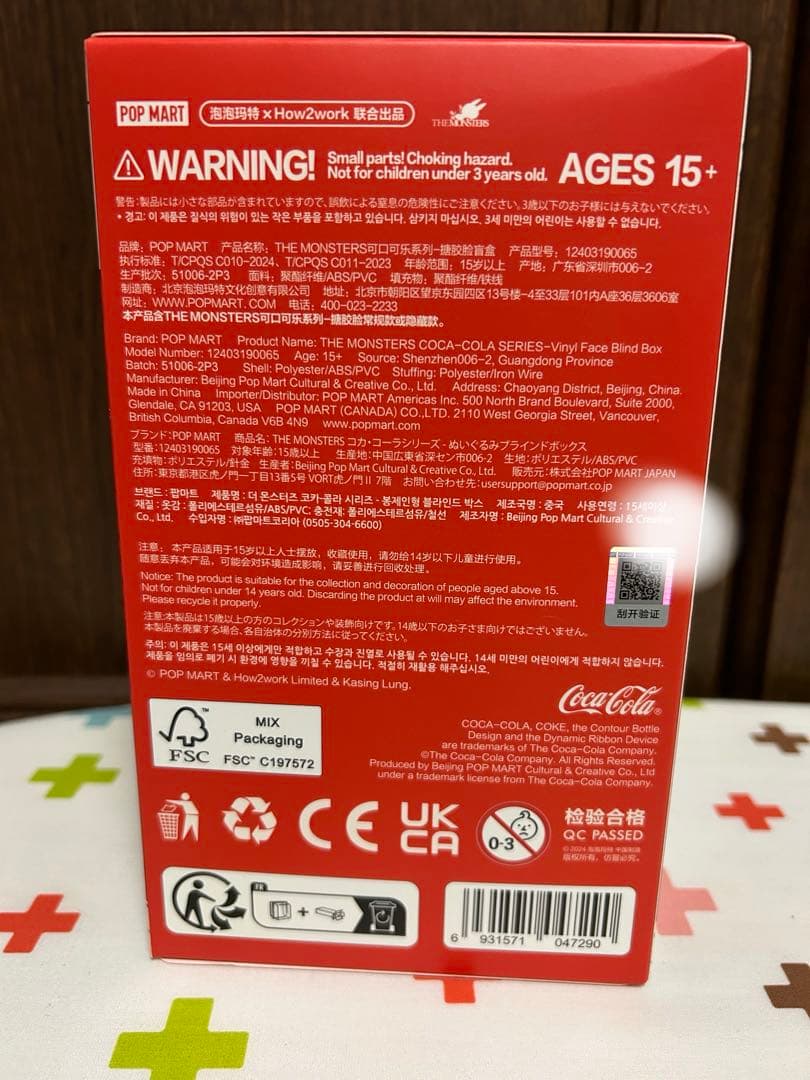 POP MART 泡泡玛特 x How2work 联合出品 THE MONSTERS
WARNING! Small parts! Choking hazard. AGES 15+
Not for children under 3 years old.
警告:製品には小さな部品が含まれていますので、誤飲による窒息の危険性にご注意ください。3歳以下のお子様には与えないでください。
* 경고: 이 제품은 질식의 위험이 있는 작은 부품을 포함하고 있습니다. 삼키지 마십시오. 3세 미만의 어린이는 사용할 수 없습니다.
品牌: POP MART 产品名称: THE MONSTERS可口可乐系列-搪胶脸盲盒 产品型号: 12403190065
执行标准: T/CPQS C010-2024、T/CPQS C011-2023 年龄范围: 15岁以上 产地: 广东省深圳市006-2
生产批次: 51006-2P3 面料: 聚酯纤维/ABS/PVC 填充物: 聚酯纤维/铁线
制造商: 北京泡泡玛特文化创意有限公司 地址: 北京市朝阳区望京东园四区13号楼-4至33层101内A座36层3606室
网址: WWW.POPMART.COM 电话: 400-023-2233
本产品含THE MONSTERS可口可乐系列-搪胶脸常规款或隐藏款。
Brand: POP MART Product Name: THE MONSTERS COCA-COLA SERIES-Vinyl Face Blind Box
Model Number: 12403190065 Age: 15+ Source: Shenzhen006-2, Guangdong Province
Batch: 51006-2P3 Shell: Polyester/ABS/PVC Stuffing: Polyester/Iron Wire
Manufacturer: Beijing Pop Mart Cultural & Creative Co., Ltd. Address: Chaoyang District, Beijing, China.
Made in China Importer/Distributor: POP MART Americas Inc. 500 North Brand Boulevard, Suite 2000,
Glendale, CA 91203, USA POP MART (CANADA) CO.,LTD. 2110 West Georgia Street, Vancouver,
British Columbia, Canada V6B 4N9 www.popmart.com
ブランド:POP MART 商品名: THE MONSTERS コカ・コーラシリーズ - ぬいぐるみブラインドボックス
型番: 12403190065 対象年齢: 15歳以上 生産地: 中国広東省深セン市006-2 生地: ポリエステル/ABS/PVC
充填物: ポリエステル/針金 生産者: Beijing Pop Mart Cultural & Creative Co., Ltd. 販売元: 株式会社POP MART JAPAN
住所: 東京都港区虎ノ門一丁目13番5号 VORT虎ノ門Ⅱ 7階 お問い合わせ先: usersupport@popmart.co.jp
브랜드 : 팝마트 제품명: 더 몬스터즈 코카-콜라 시리즈 - 봉제인형 블라인드 박스 제조국명 : 중국 사용연령 : 15세이상
재질 : 옷감 : 폴리에스테르섬유/ABS/PVC; 충전재: 폴리에스테르섬유/철선 제조자명 : Beijing Pop Mart Cultural & Creative
Co., Ltd. 수입자명 : ㈜팝마트코리아 (0505-304-6600)
注意: 本产品适用于15岁以上人士摆放, 收藏使用, 请勿给14岁以下儿童进行使用。
随意丢弃本产品, 可能会对环境造成影响, 请妥善进行回收处理。
Notice: The product is suitable for the collection and decoration of people aged above 15.
Not for children under 14 years old. Discarding the product at will may affect the environment.
Please recycle it properly.
注意:本製品は15歳以上の方のコレクションや装飾向けです。14歳以下のお子さま向けではございません。
本製品を廃棄する場合、各自治体の分別方法に従ってください。
주의: 이 제품은 15세 이상에게만 적합하고 수장과 진열로 사용될 수 있습니다. 14세 미만의 어린이에게 적합하지 않습니다.
제품을 임의로 폐기 시 환경에 영향을 끼칠 수 있습니다. 적절히 재활용 해주십시오.
© POP MART & How2work Limited & Kasing Lung.
刮开验证
Coca-Cola®
COCA-COLA, COKE, the Contour Bottle
Design and the Dynamic Ribbon Device
are trademarks of The Coca-Cola Company.
©The Coca-Cola Company. All Rights Reserved.
Produced by Beijing POP MART Cultural & Creative Co., Ltd
under a trademark license from The Coca-Cola Company.
FSC
MIX
Packaging
FSC™ C197572
CE
UK
CA
0-3
检验合格
QC PASSED
© 2024 泡泡玛特 中国制造
版权所有, 仿冒必究。
FR
6 931571 047290